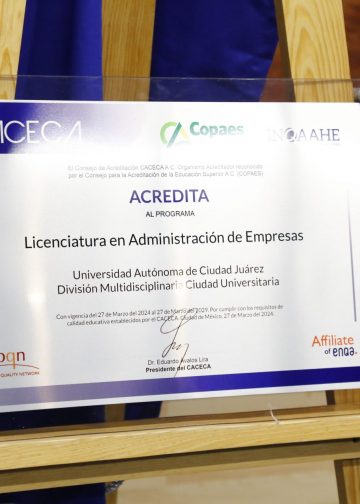 CACECA
Copaes
INQAAHE
El Consejo de Acreditación CACECA A.C. Organismo Acreditador reconocido
por el Consejo para la Acreditación de la Educación Superior A.C. (COPAES)
ACREDITA
AL PROGRAMA
Licenciatura en Administración de Empresas
Universidad Autónoma de Ciudad Juárez
División Multidisciplinaria Ciudad Universitaria
Con vigencia del 27 de Marzo del 2024 al 27 de Marzo del 2029. Por cumplir con los requisitos de
calidad educativa establecidos por el CACECA. Ciudad de México, 27 de Marzo del 2024.
Dr. Eduardo Ávalos Lira
Presidente del CACECA
pqn
QUALITY NETWORK
Affiliate
of enqa.